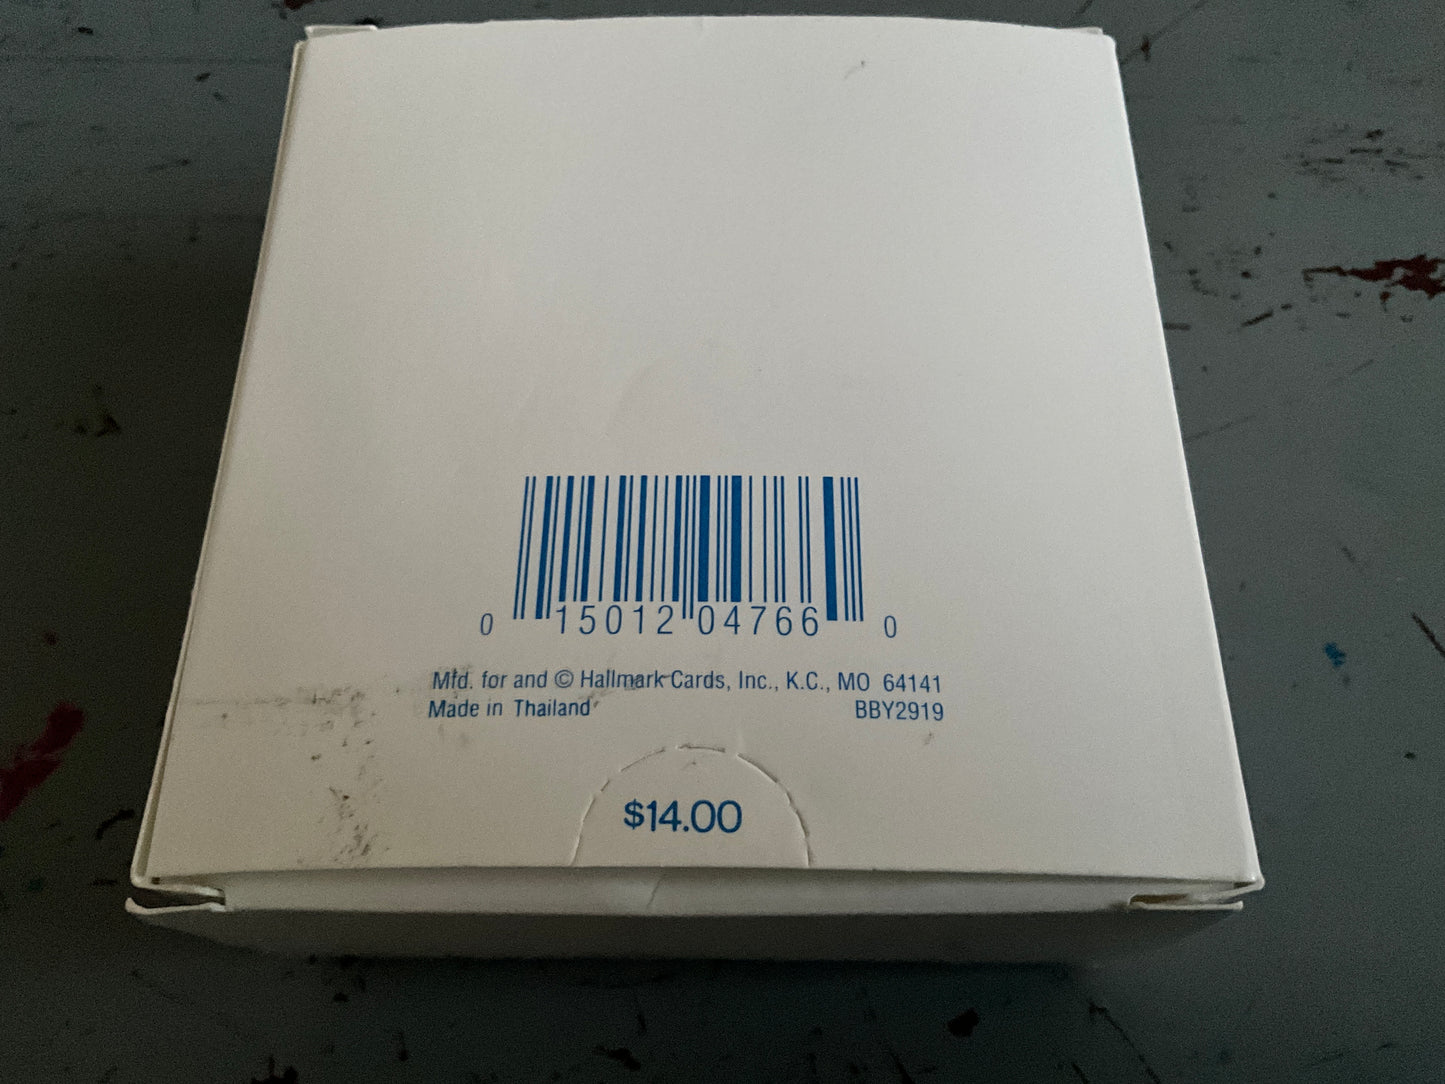 0 15012 04766 0
Mfd. for and © Hallmark Cards, Inc., K.C., MO 64141
Made in Thailand BBY2919
$14.00